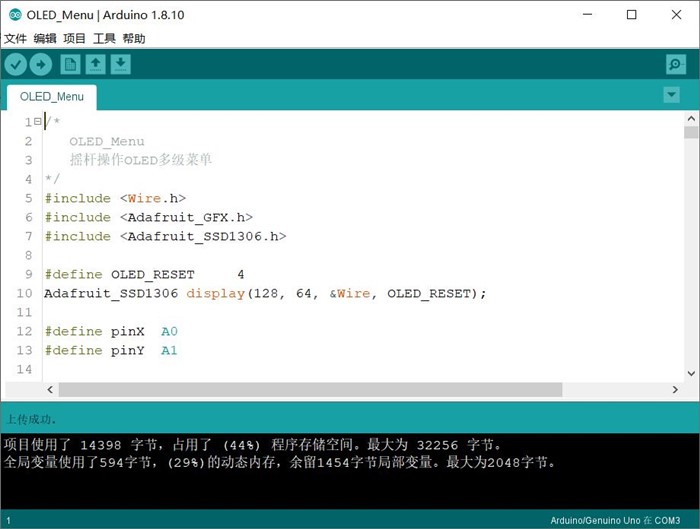 OLED_Menu | Arduino 1.8.10
文件 编辑 项目 工具 帮助
OLED_Menu
1 /*
2 OLED_Menu
3 摇杆操作OLED多级菜单
4 */
5 #include <Wire.h>
6 #include <Adafruit_GFX.h>
7 #include <Adafruit_SSD1306.h>
8
9 #define OLED_RESET 4
10 Adafruit_SSD1306 display(128, 64, &Wire, OLED_RESET);
11
12 #define pinX A0
13 #define pinY A1
14
上传成功。
项目使用了 14398 字节，占用了 (44%) 程序存储空间。最大为 32256 字节。
全局变量使用了594字节，(29%)的动态内存，余留1454字节局部变量。最大为2048字节。
1 Arduino/Genuino Uno 在 COM3